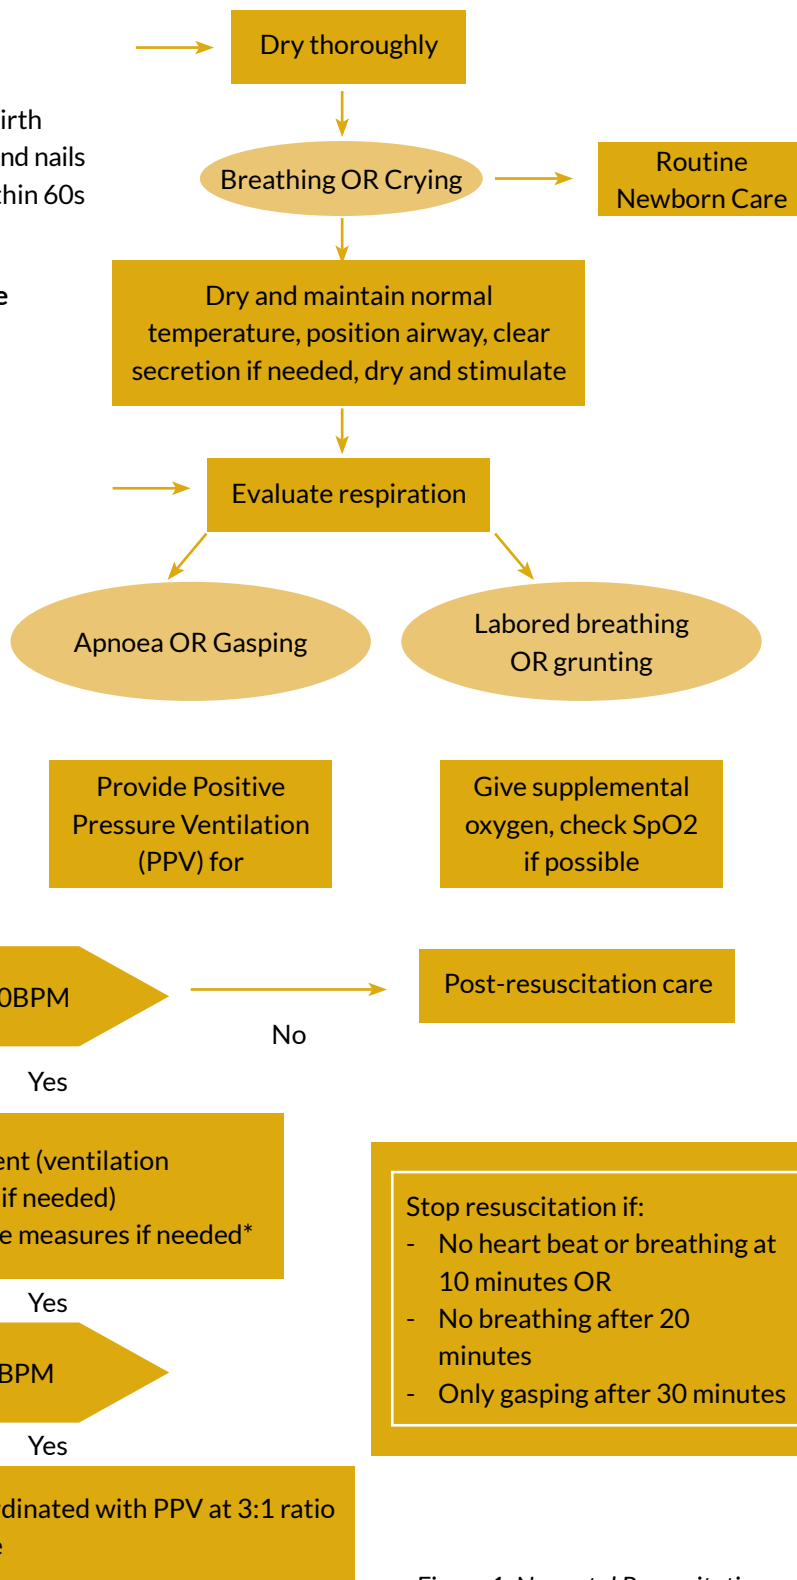 Dry thoroughly
irth
nd nails
thin 60s
Breathing OR Crying
Routine
Newborn Care
e
Dry and maintain normal
temperature, position airway, clear
secretion if needed, dry and stimulate
Evaluate respiration
Apnoea OR Gasping
Labored breathing
OR grunting
Provide Positive
Pressure Ventilation
(PPV) for
Give supplemental
oxygen, check SpO2
if possible
0BPM
No
Post-resuscitation care
Yes
ent (ventilation
if needed)
e measures if needed*
Yes
BPM
Yes
Stop resuscitation if:
- No heart beat or breathing at
10 minutes OR
- No breathing after 20
minutes
- Only gasping after 30 minutes
rdinated with PPV at 3:1 ratio
e